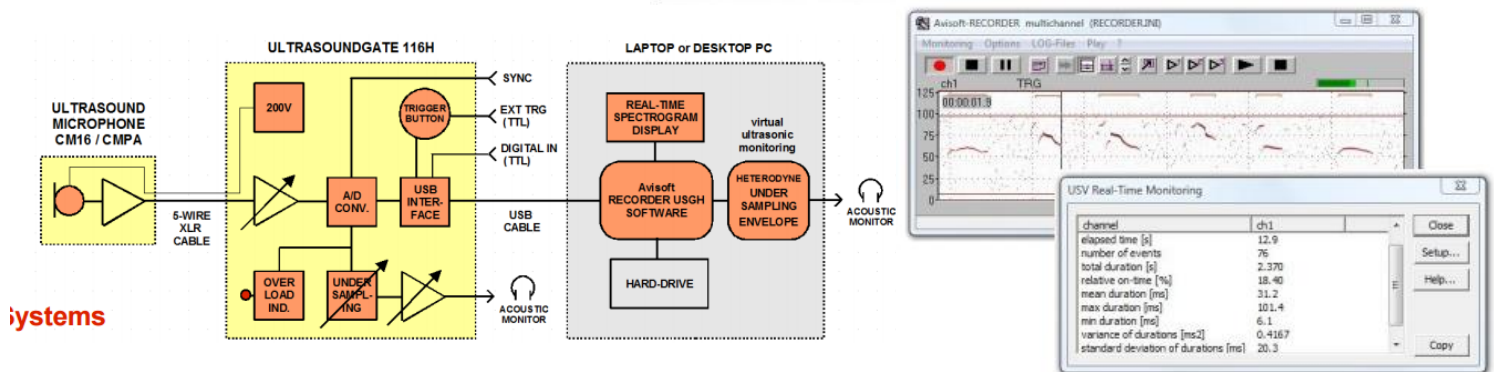 ULTRASOUNDGATE 116H
LAPTOP or DESKTOP PC
ULTRASOUND
MICROPHONE
CM16 / CMPA
200V
TRIGGER
BUTTON
SYNC
EXT TRG
(TTL)
DIGITAL IN
(TTL)
A/D
CONV.
USB
INTER-
FACE
5-WIRE
XLR
CABLE
OVER
LOAD
IND.
UNDER
SAMPL-
ING
ACOUSTIC
MONITOR
USB
CABLE
REAL-TIME
SPECTROGRAM
DISPLAY
Avisoft
RECORDER USGH
SOFTWARE
HARD-DRIVE
virtual
ultrasonic
monitoring
HETERODYNE
UNDER
SAMPLING
ENVELOPE
ACOUSTIC
MONITOR
ystems
Avisoft-RECORDER multichannel (RECORDER.INI)
Monitoring Options LOG-Files Play ?
ch1 TRG
125
00:00:01.9
100
75
50
25
0
USV Real-Time Monitoring
channel ch1
elapsed time [s] 12.9
number of events 76
total duration [s] 2.370
relative on-time [%] 18.40
mean duration [ms] 31.2
max duration [ms] 101.4
min duration [ms] 6.1
variance of durations [ms2] 0.4167
standard deviation of durations [ms] 20.3
Close
Setup...
Help...
Copy